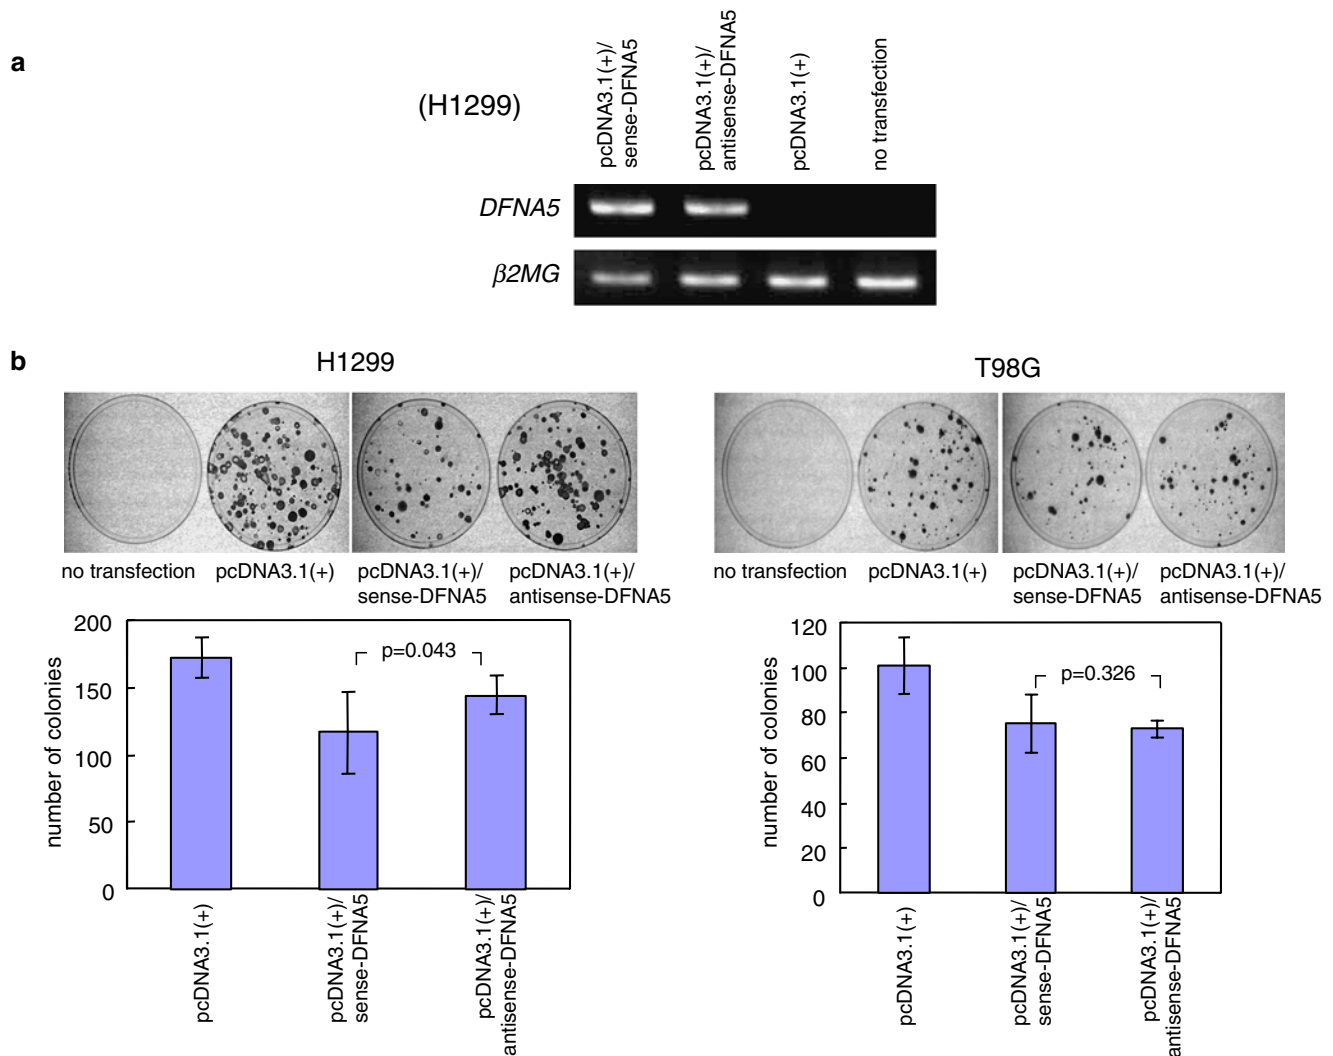 a
(H1299)
pcDNA3.1(+)/
sense-DFNA5
pcDNA3.1(+)/
antisense-DFNA5
pcDNA3.1(+)
no transfection
DFNA5
β2MG
b
H1299
T98G
no transfection
pcDNA3.1(+)
pcDNA3.1(+)/
sense-DFNA5
pcDNA3.1(+)/
antisense-DFNA5
no transfection
pcDNA3.1(+)
pcDNA3.1(+)/
sense-DFNA5
pcDNA3.1(+)/
antisense-DFNA5
number of colonies
200
150
100
50
0
p=0.043
pcDNA3.1(+)
pcDNA3.1(+)/
sense-DFNA5
pcDNA3.1(+)/
antisense-DFNA5
number of colonies
120
100
80
60
40
20
0
p=0.326
pcDNA3.1(+)
pcDNA3.1(+)/
sense-DFNA5
pcDNA3.1(+)/
antisense-DFNA5